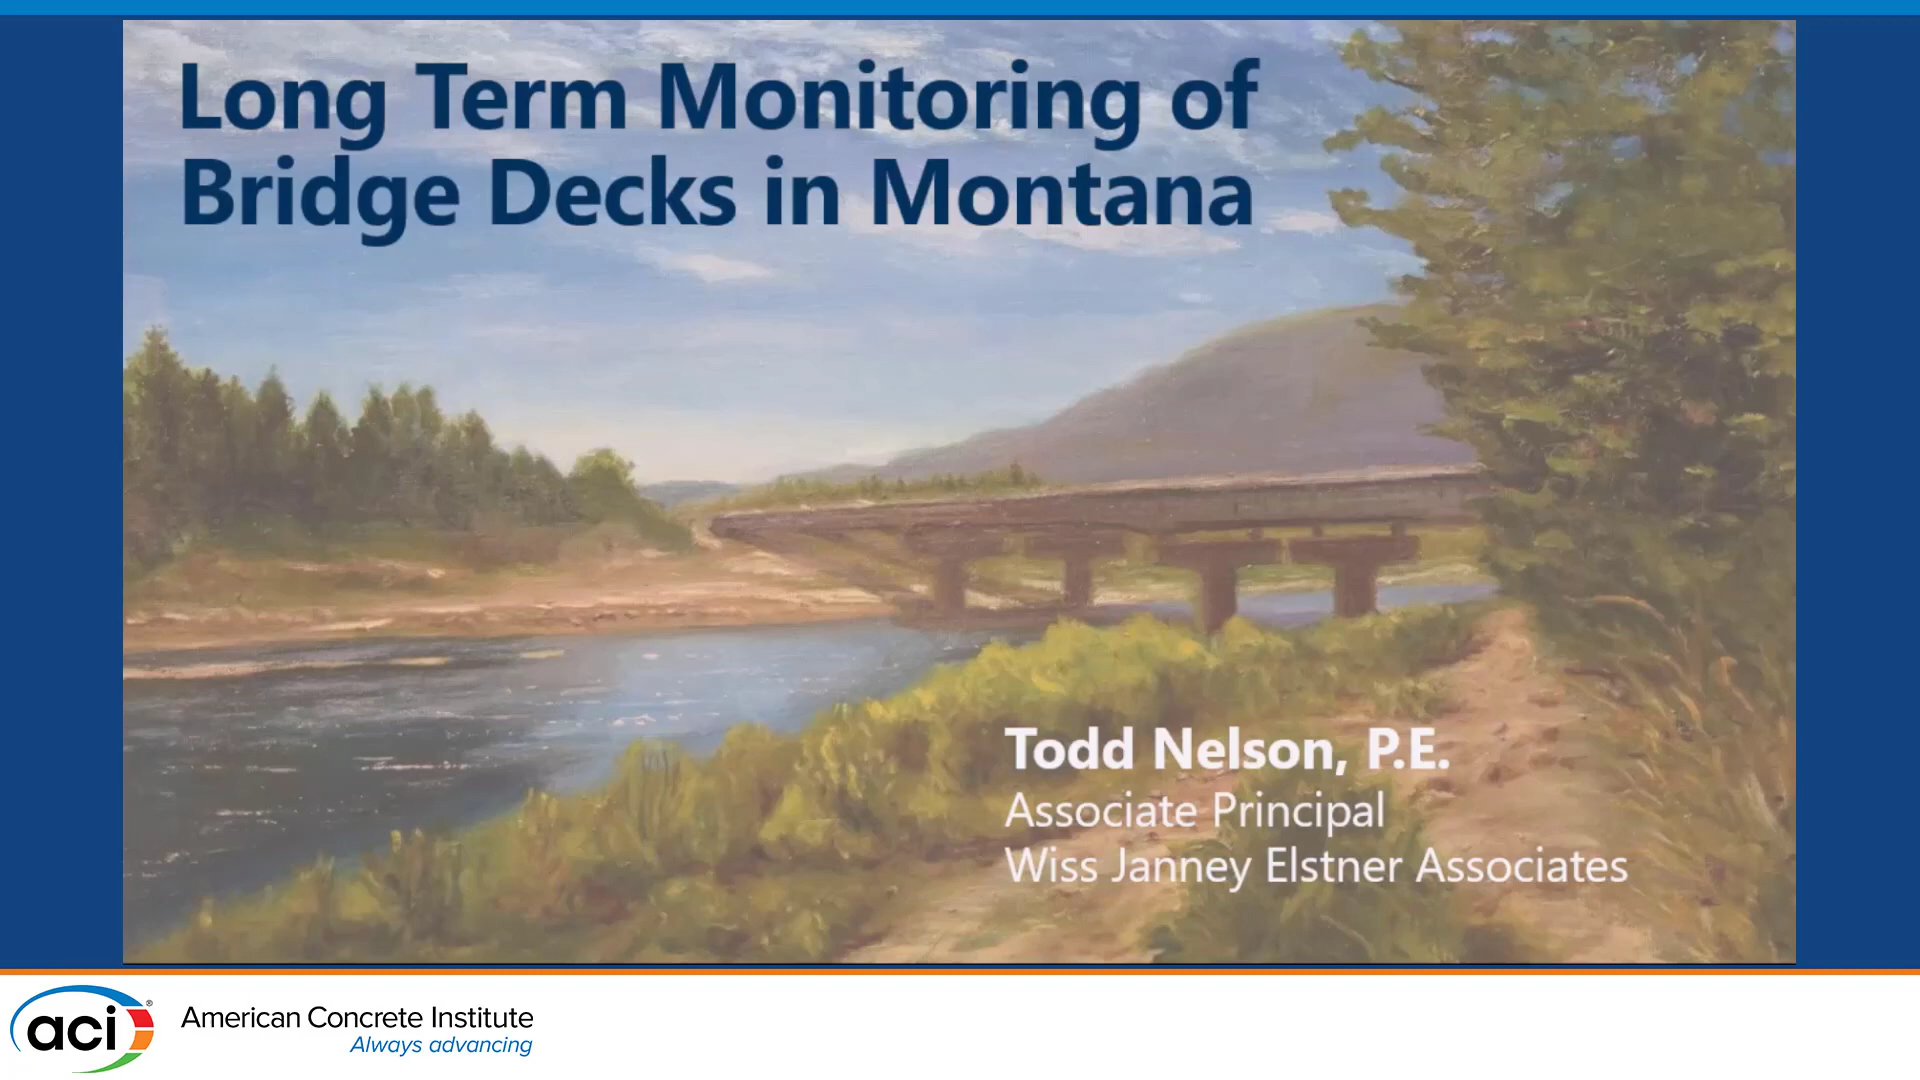 Long Term Monitoring of
Bridge Decks in Montana
Todd Nelson, P.E.
Associate Principal
Wiss Janney Elstner Associates
aci®
American Concrete Institute
Always advancing